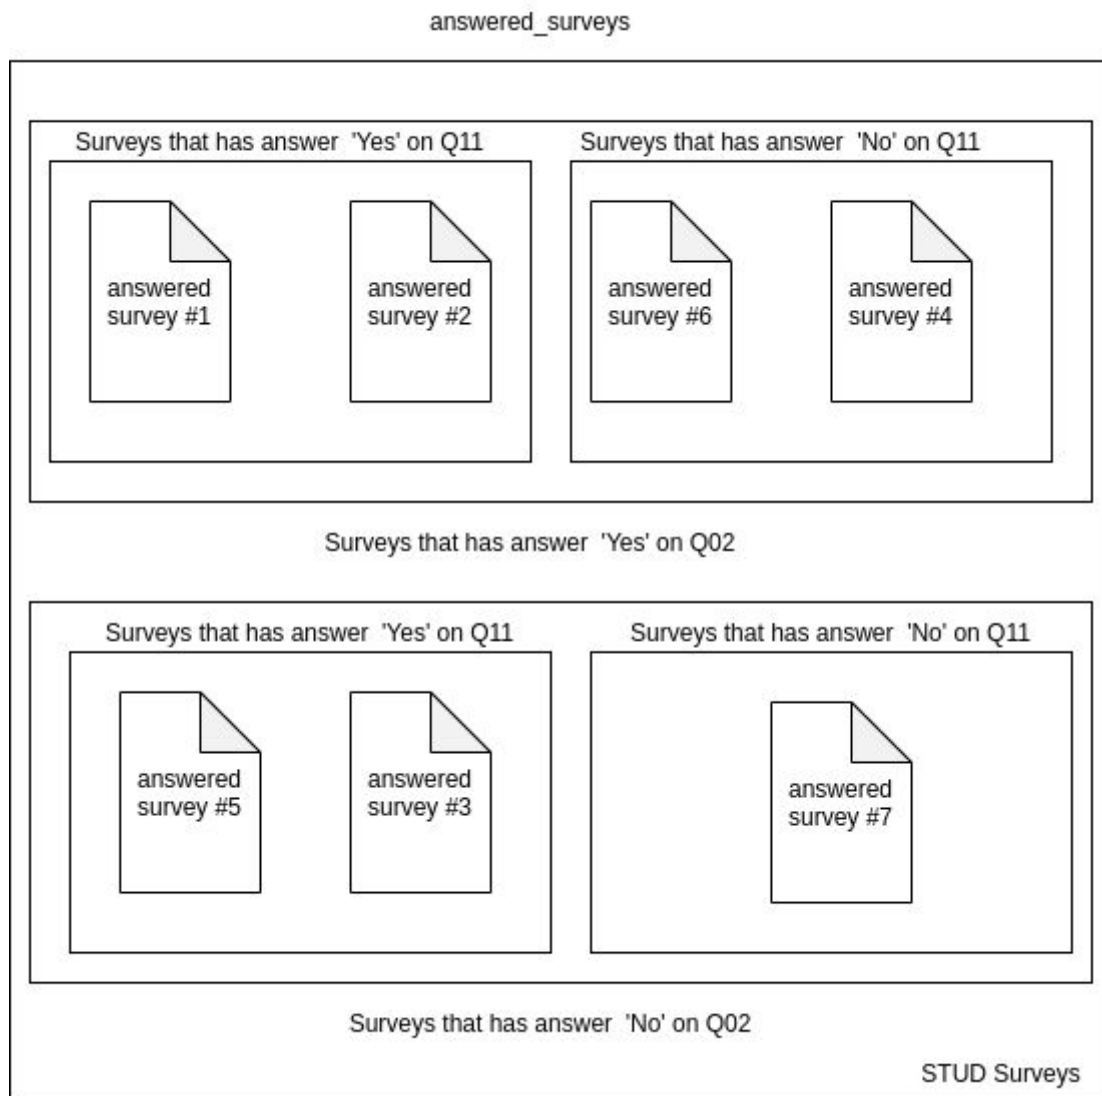 answered_surveys
Surveys that has answer 'Yes' on Q11
Surveys that has answer 'No' on Q11
answered
survey #1
answered
survey #2
answered
survey #6
answered
survey #4
Surveys that has answer 'Yes' on Q02
Surveys that has answer 'Yes' on Q11
Surveys that has answer 'No' on Q11
answered
survey #5
answered
survey #3
answered
survey #7
Surveys that has answer 'No' on Q02
STUD Surveys